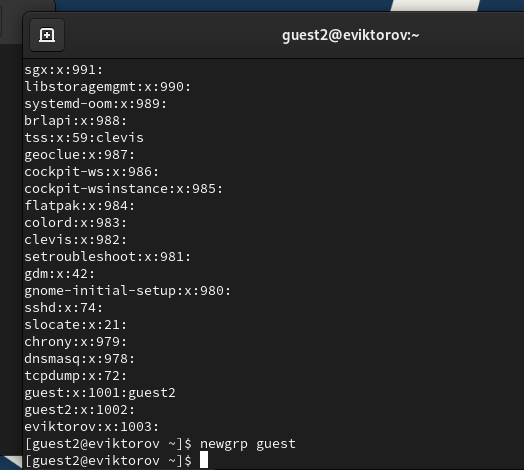 guest2@eviktorov:~
sgx:x:991:
libstoragemgmt:x:990:
systemd-oom:x:989:
brlapi:x:988:
tss:x:59:clevis
geoclue:x:987:
cockpit-ws:x:986:
cockpit-wsinstance:x:985:
flatpak:x:984:
colord:x:983:
clevis:x:982:
setroubleshoot:x:981:
gdm:x:42:
gnome-initial-setup:x:980:
sshd:x:74:
slocate:x:21:
chrony:x:979:
dnsmasq:x:978:
tcpdump:x:72:
guest:x:1001:guest2
guest2:x:1002:
eviktorov:x:1003:
[guest2@eviktorov ~]$ newgrp guest
[guest2@eviktorov ~]$